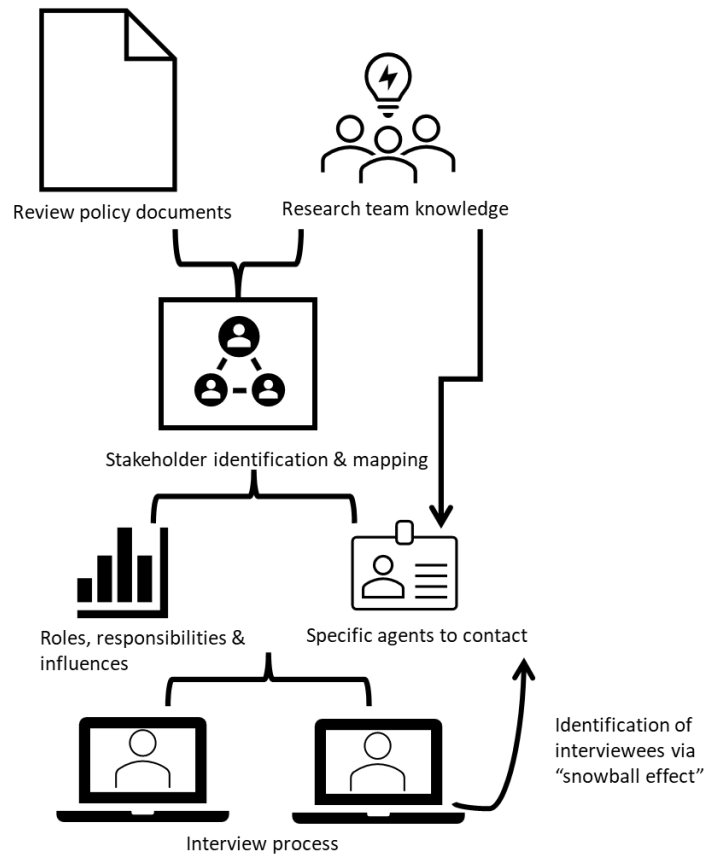 Review policy documents
Research team knowledge
Stakeholder identification & mapping
Roles, responsibilities &
influences
Specific agents to contact
Identification of
interviewees via
“snowball effect”
Interview process